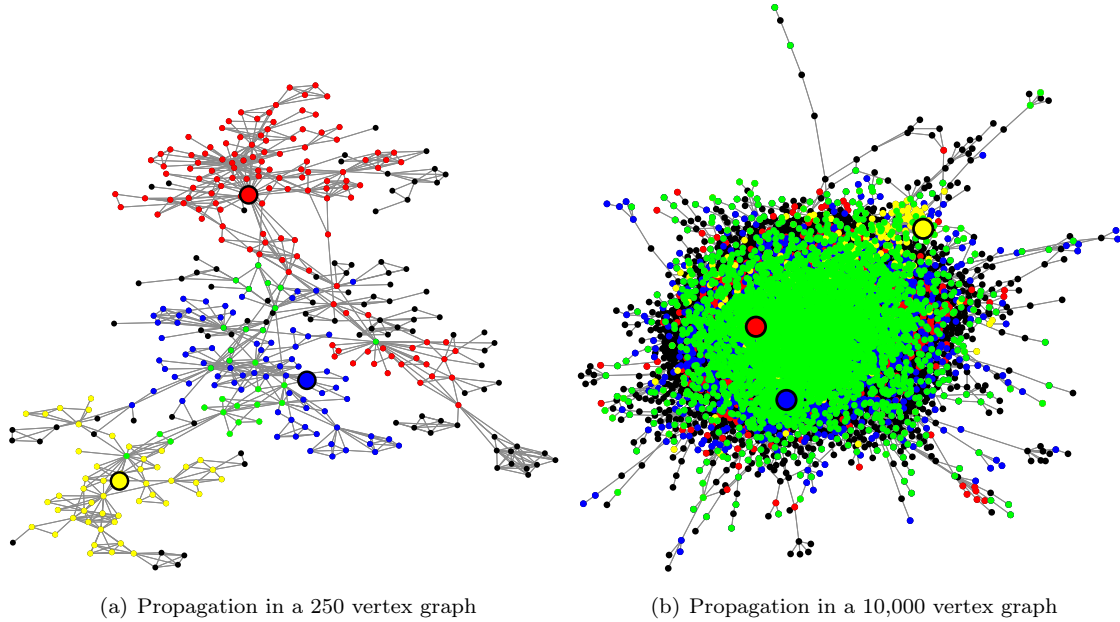 (a) Propagation in a 250 vertex graph
(b) Propagation in a 10,000 vertex graph